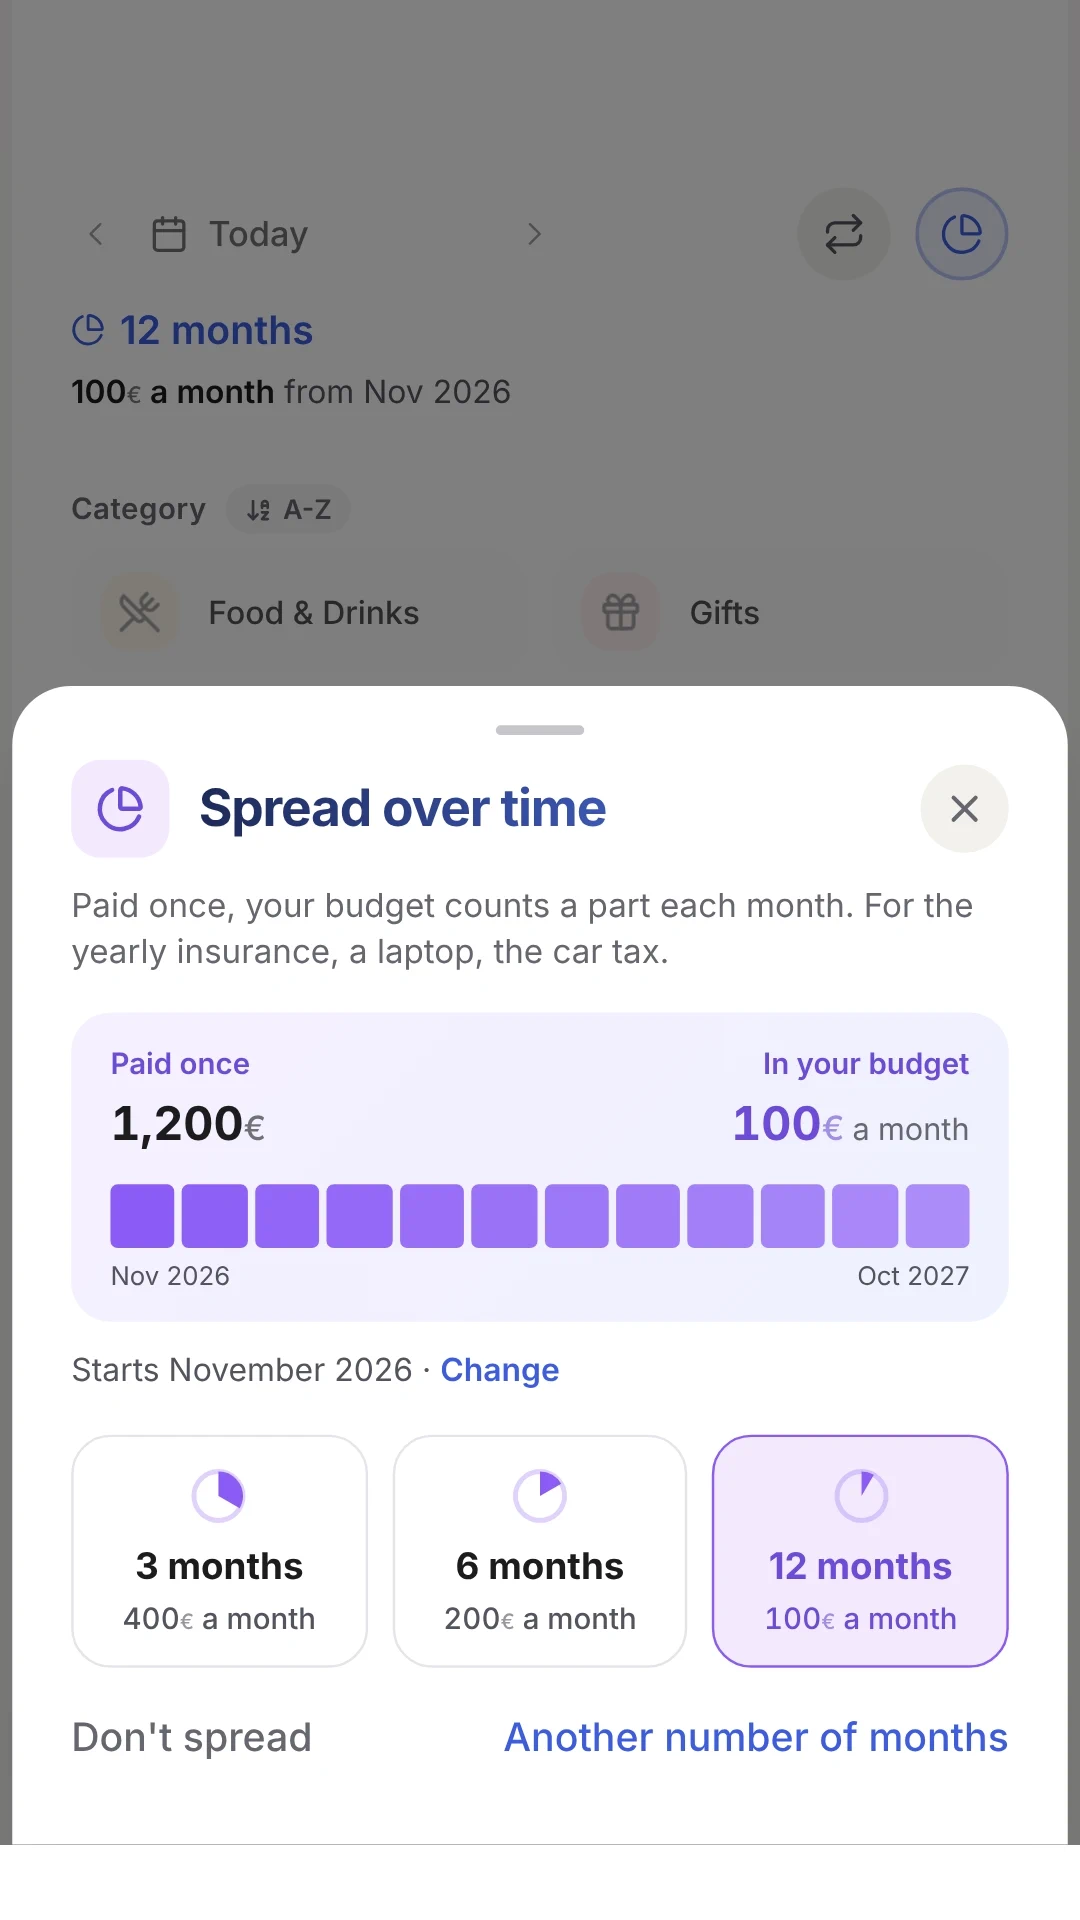 Today
12 months
100€ a month from Nov 2026
Category A-Z
Food & Drinks Gifts
Spread over time
Paid once, your budget counts a part each month. For the
yearly insurance, a laptop, the car tax.
Paid once In your budget
1,200€ 100€ a month
Nov 2026 Oct 2027
Starts November 2026 · Change
3 months 6 months 12 months
400€ a month 200€ a month 100€ a month
Don't spread Another number of months